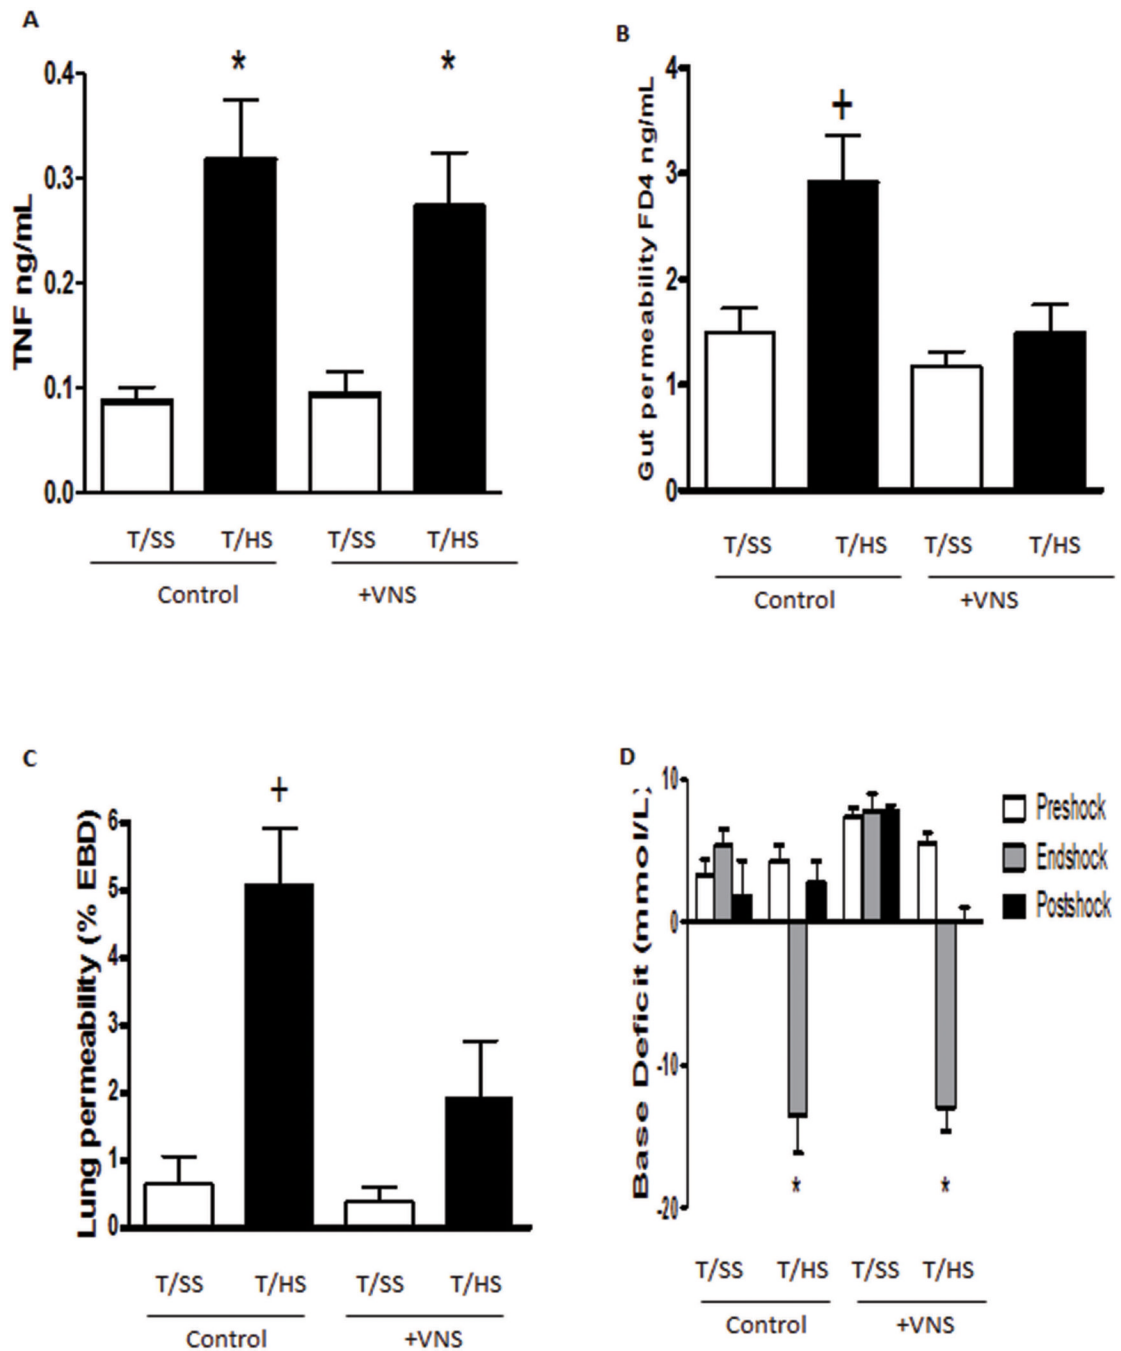 A
TNF ng/mL
0.4
0.3
0.2
0.1
0.0
*
*
T/SS T/HS T/SS T/HS
Control +VNS
B
Gut permeability FD4 ng/mL
4
3
2
1
0
+
T/SS T/HS T/SS T/HS
Control +VNS
C
Lung permeability (% EBD)
6
5
4
3
2
1
0
+
T/SS T/HS T/SS T/HS
Control +VNS
D
Base Deficit (mmol/L)
10
0
-10
-20
*
*
Preshock
Endshock
Postshock
T/SS T/HS T/SS T/HS
Control +VNS